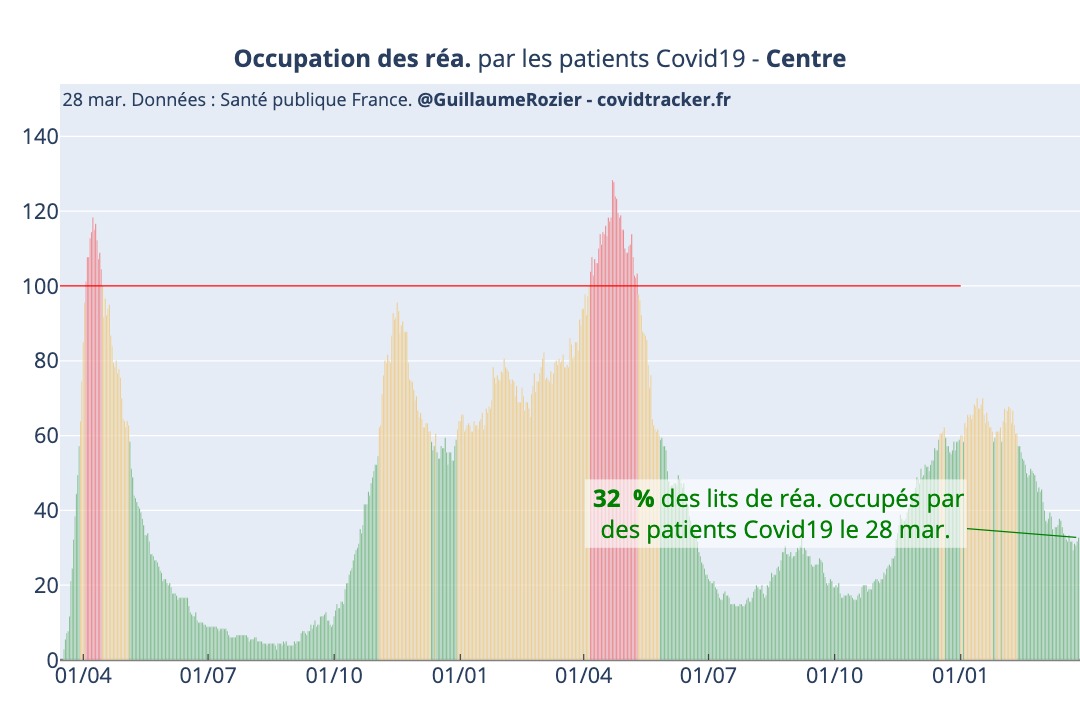 Occupation des réa. par les patients Covid19 - Centre
28 mar. Données : Santé publique France. @GuillaumeRozier - covidtracker.fr
140
120
100
80
60
40
20
0
32 % des lits de réa. occupés par
des patients Covid19 le 28 mar.
01/04 01/07 01/10 01/01 01/04 01/07 01/10 01/01